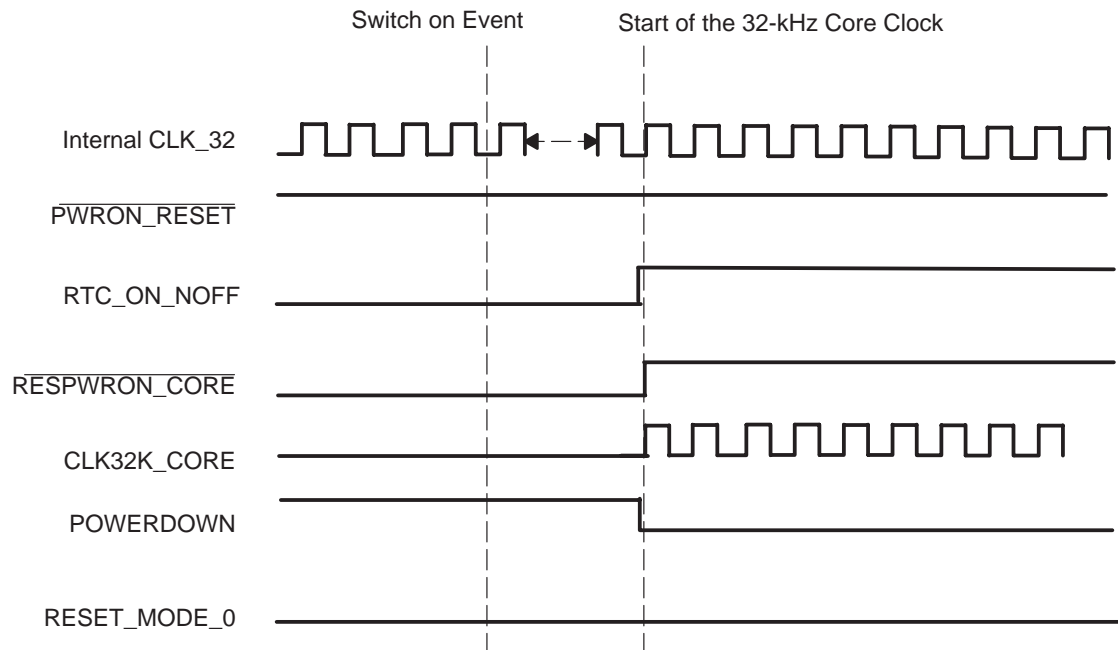 Switch on Event
Start of the 32-kHz Core Clock
Internal CLK_32
PWRON_RESET
RTC_ON_NOFF
RESPWRON_CORE
CLK32K_CORE
POWERDOWN
RESET_MODE_0